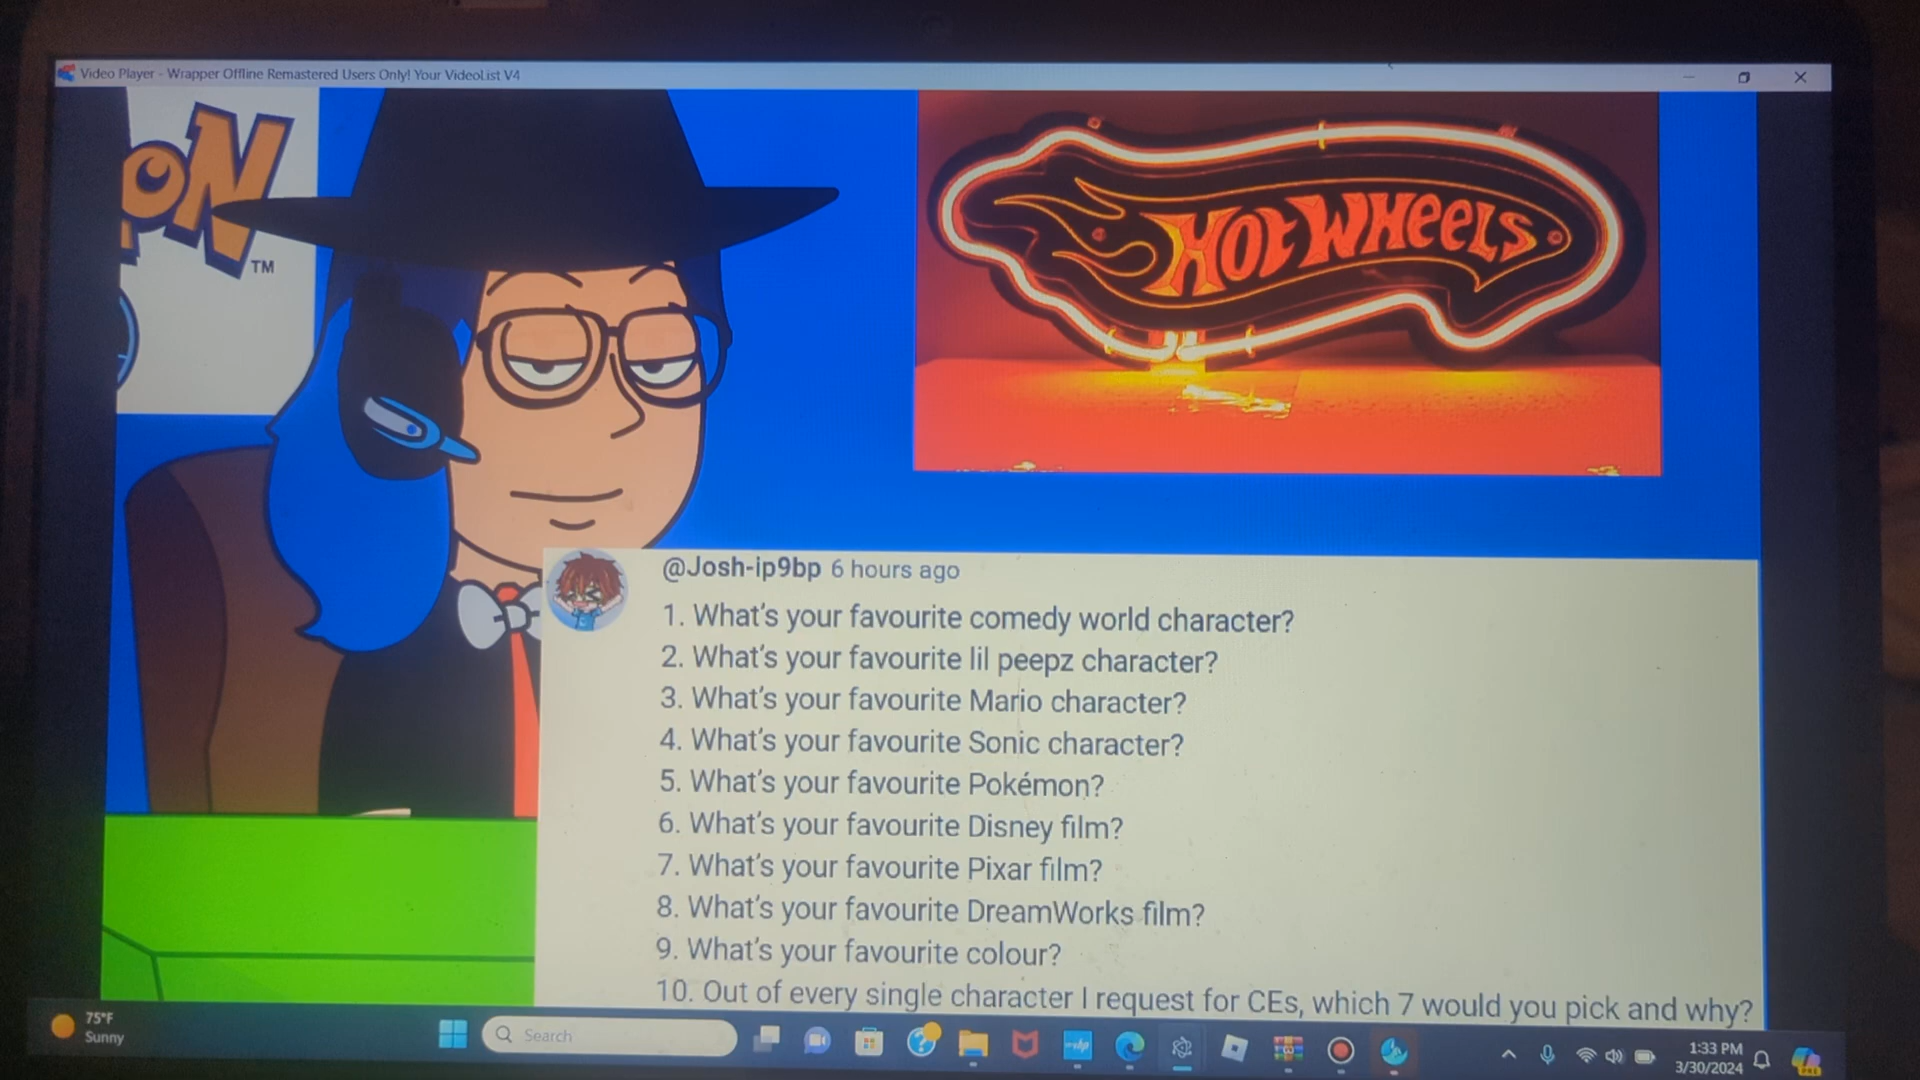 Video Player - Wrapper Offline Remastered Users Only! Your VideoList V4
ON
TM
HOT WHEELS
@Josh-ip9bp 6 hours ago
1. What's your favourite comedy world character?
2. What's your favourite lil peepz character?
3. What's your favourite Mario character?
4. What's your favourite Sonic character?
5. What's your favourite Pokémon?
6. What's your favourite Disney film?
7. What's your favourite Pixar film?
8. What's your favourite DreamWorks film?
9. What's your favourite colour?
10. Out of every single character I request for CEs, which 7 would you pick and why?
75°F
Sunny
Search
1:33 PM
3/30/2024